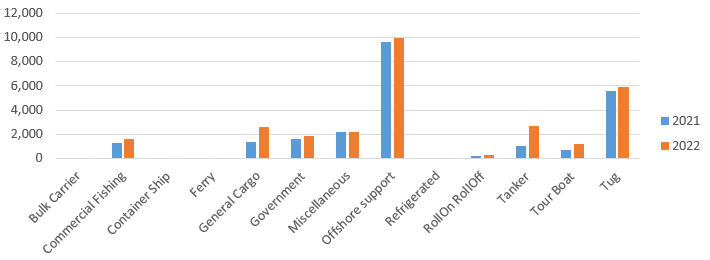 12,000
10,000
8,000
6,000
4,000
2,000
0
Bulk Carrier
Commercial Fishing
Container Ship
Ferry
General Cargo
Government
Miscellaneous
Offshore support
Refrigerated
RollOn RollOff
Tanker
Tour Boat
Tug
2021
2022